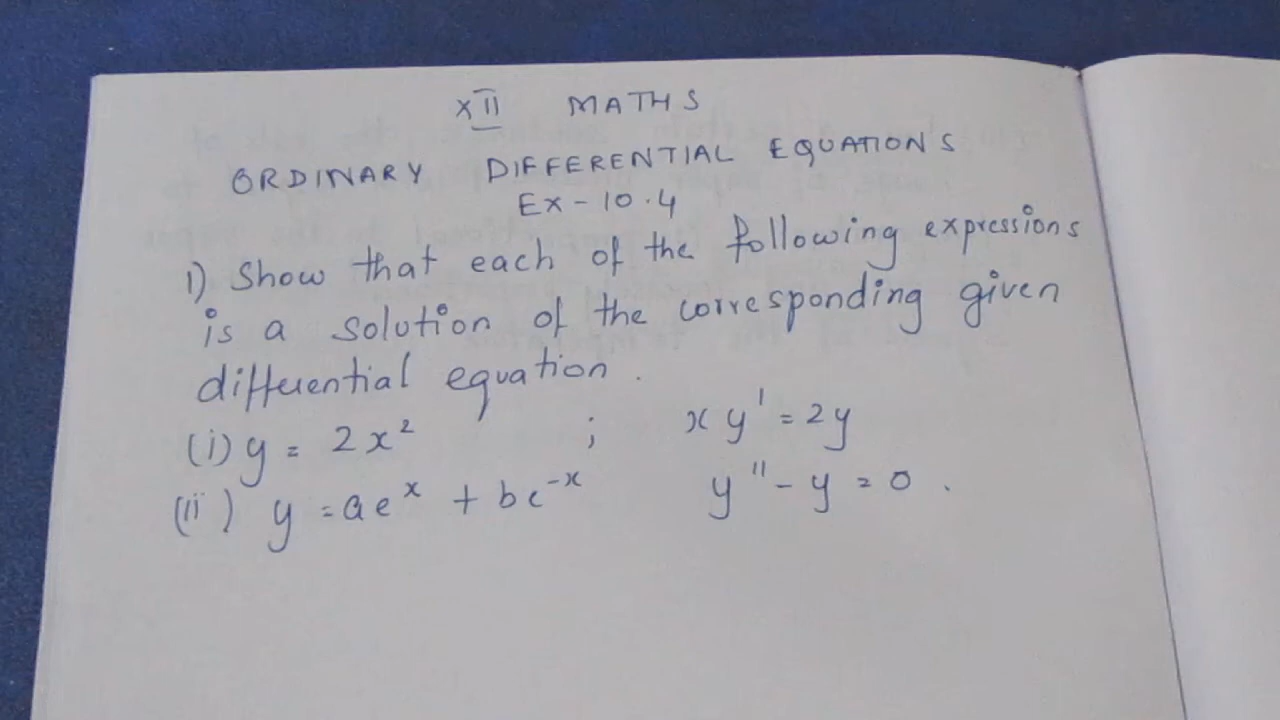 XII MATHS
ORDINARY DIFFERENTIAL EQUATIONS
Ex - 10.4
1) Show that each of the following expressions
is a solution of the corresponding given
differential equation.
(i) y = 2x² ; xy' = 2y
(ii) y = ae^x + be^-x y'' - y = 0.